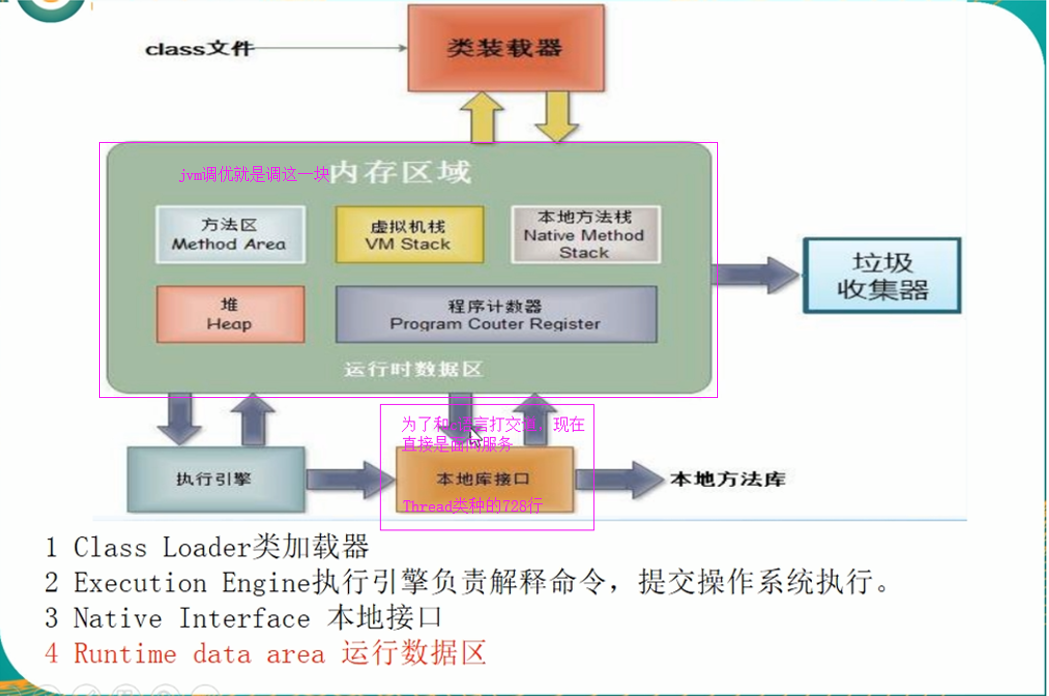 class文件
类装载器
jvm调优就是调这一块
内存区域
方法区
Method Area
虚拟机栈
VM Stack
本地方法栈
Native Method
Stack
堆
Heap
程序计数器
Program Couter Register
运行时数据区
垃圾
收集器
为了和 语言打交道，现在
直接是面向服务
执行引擎
本地库接口
Thread类种的728行
本地方法库
1 Class Loader类加载器
2 Execution Engine执行引擎负责解释命令，提交操作系统执行。
3 Native Interface 本地接口
4 Runtime data area 运行数据区